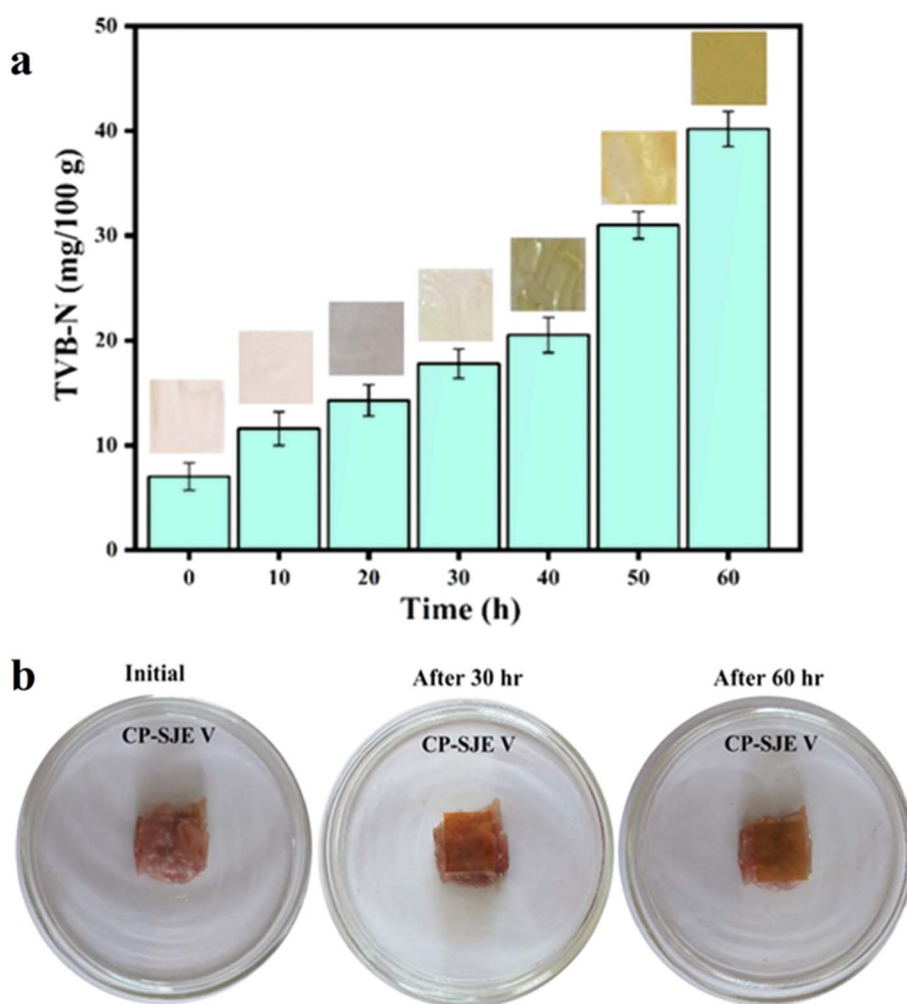 a
50
40
30
20
10
0
TVB-N (mg/100 g)
0 10 20 30 40 50 60
Time (h)
b
Initial After 30 hr After 60 hr
CP-SJE V CP-SJE V CP-SJE V